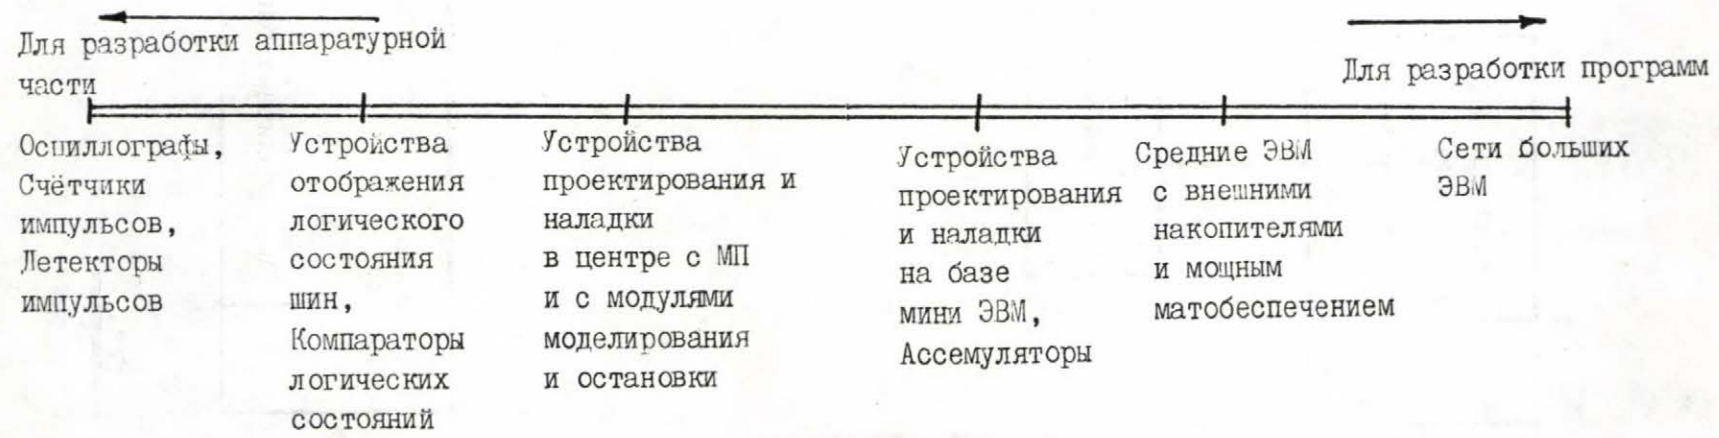 Для разработки аппаратурной
части
Для разработки программ
Осциллографы,
Счётчики
импульсов,
Детекторы
импульсов
Устройства
отображения
логического
состояния
шин,
Компараторы
логических
состояний
Устройства
проектирования и
наладки
в центре с МП
и с модулями
моделирования
и остановки
Устройства
проектирования
и наладки
на базе
мини ЭВМ,
Ассемуляторы
Средние ЭВМ
с внешними
накопителями
и мощным
матобеспечением
Сети больших
ЭВМ